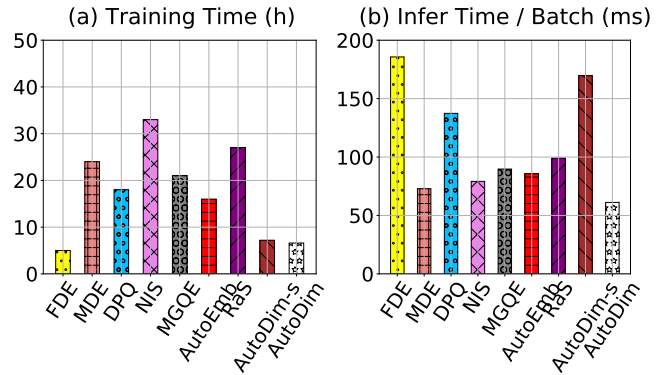 (a) Training Time (h)
50
40
30
20
10
0
FDE
MDE
DPQ
NIS
MGQE
AutoEmb
RaS
AutoDim-s
AutoDim
(b) Infer Time / Batch (ms)
200
150
100
50
0
FDE
MDE
DPQ
NIS
MGQE
AutoEmb
RaS
AutoDim-s
AutoDim